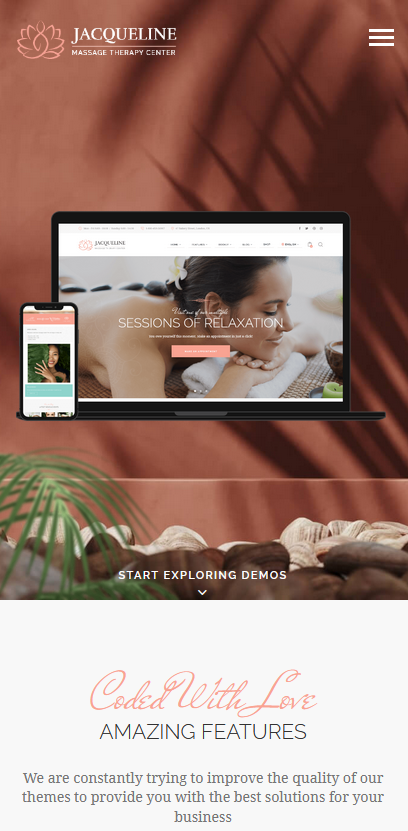 JACQUELINE
MASSAGE THERAPY CENTER
JACQUELINE
Visit one of our multiple
SESSIONS OF RELAXATION
START EXPLORING DEMOS
Coded With Love
AMAZING FEATURES
We are constantly trying to improve the quality of our
themes to provide you with the best solutions for your
business